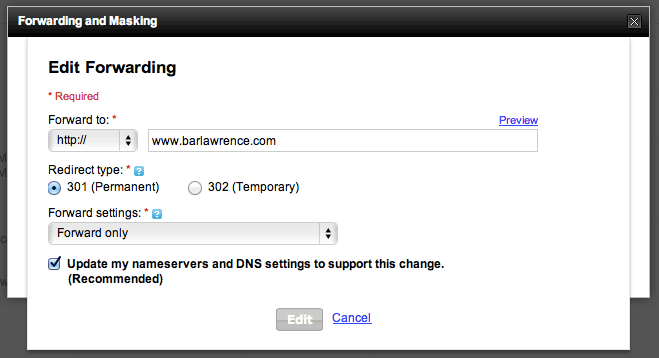 Forwarding and Masking
Edit Forwarding
* Required
Forward to: *
Preview
http://
www.barlawrence.com
Redirect type: * ?
301 (Permanent)
302 (Temporary)
Forward settings: * ?
Forward only
Update my nameservers and DNS settings to support this change.
(Recommended)
Edit
Cancel